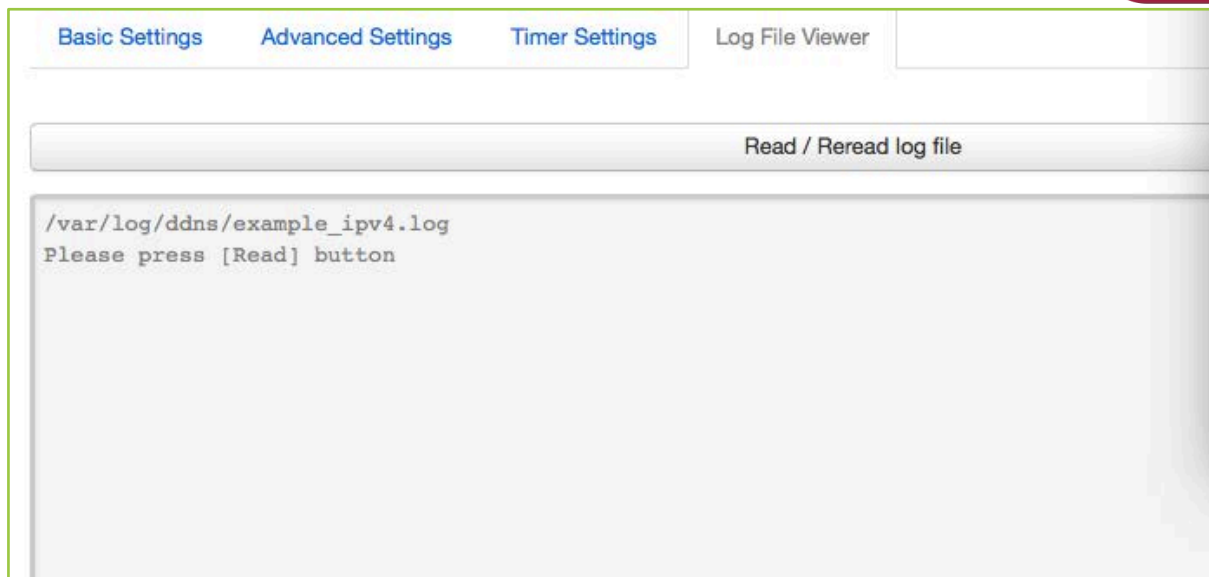 Basic Settings Advanced Settings Timer Settings Log File Viewer
Read / Reread log file
/var/log/ddns/example_ipv4.log
Please press [Read] button